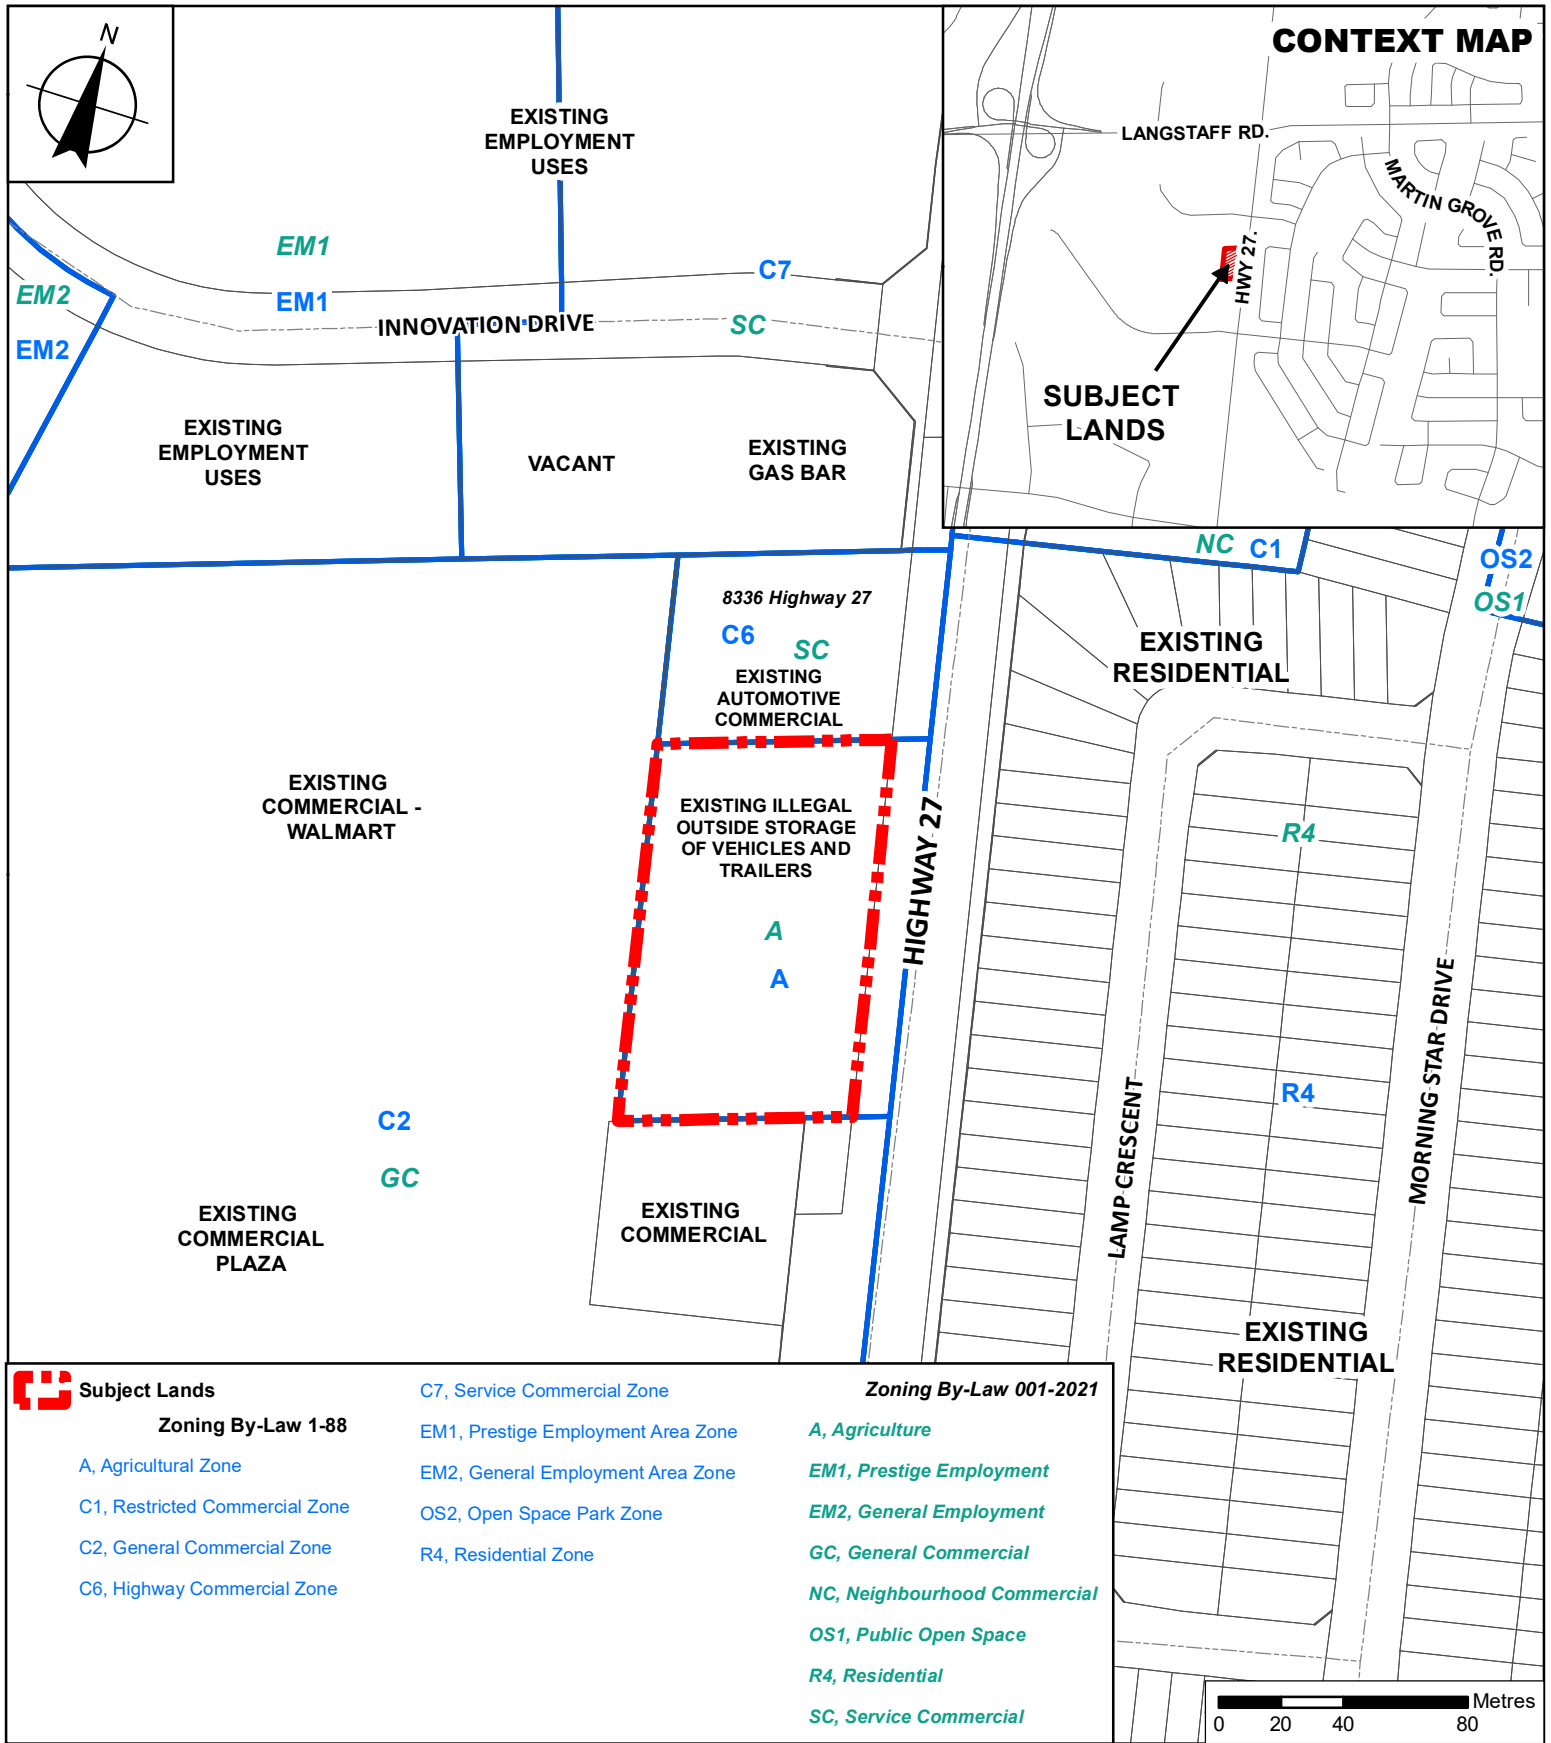 N
CONTEXT MAP
LANGSTAFF RD.
MARTIN GROVE RD.
HWY 27.
SUBJECT
LANDS
EXISTING
EMPLOYMENT
USES
EM1
EM1
C7
EM2
EM2
INNOVATION DRIVE
SC
EXISTING
EMPLOYMENT
USES
VACANT
EXISTING
GAS BAR
NC
C1
OS2
OS1
8336 Highway 27
C6
SC
EXISTING
AUTOMOTIVE
COMMERCIAL
EXISTING
RESIDENTIAL
EXISTING
COMMERCIAL -
WALMART
EXISTING ILLEGAL
OUTSIDE STORAGE
OF VEHICLES AND
TRAILERS
A
A
HIGHWAY 27
R4
R4
LAMP CRESCENT
MORNING STAR DRIVE
C2
GC
EXISTING
COMMERCIAL
PLAZA
EXISTING
COMMERCIAL
EXISTING
RESIDENTIAL
Subject Lands
Zoning By-Law 1-88
A, Agricultural Zone
C1, Restricted Commercial Zone
C2, General Commercial Zone
C6, Highway Commercial Zone
C7, Service Commercial Zone
EM1, Prestige Employment Area Zone
EM2, General Employment Area Zone
OS2, Open Space Park Zone
R4, Residential Zone
Zoning By-Law 001-2021
A, Agriculture
EM1, Prestige Employment
EM2, General Employment
GC, General Commercial
NC, Neighbourhood Commercial
OS1, Public Open Space
R4, Residential
SC, Service Commercial
Metres
0 20 40 80